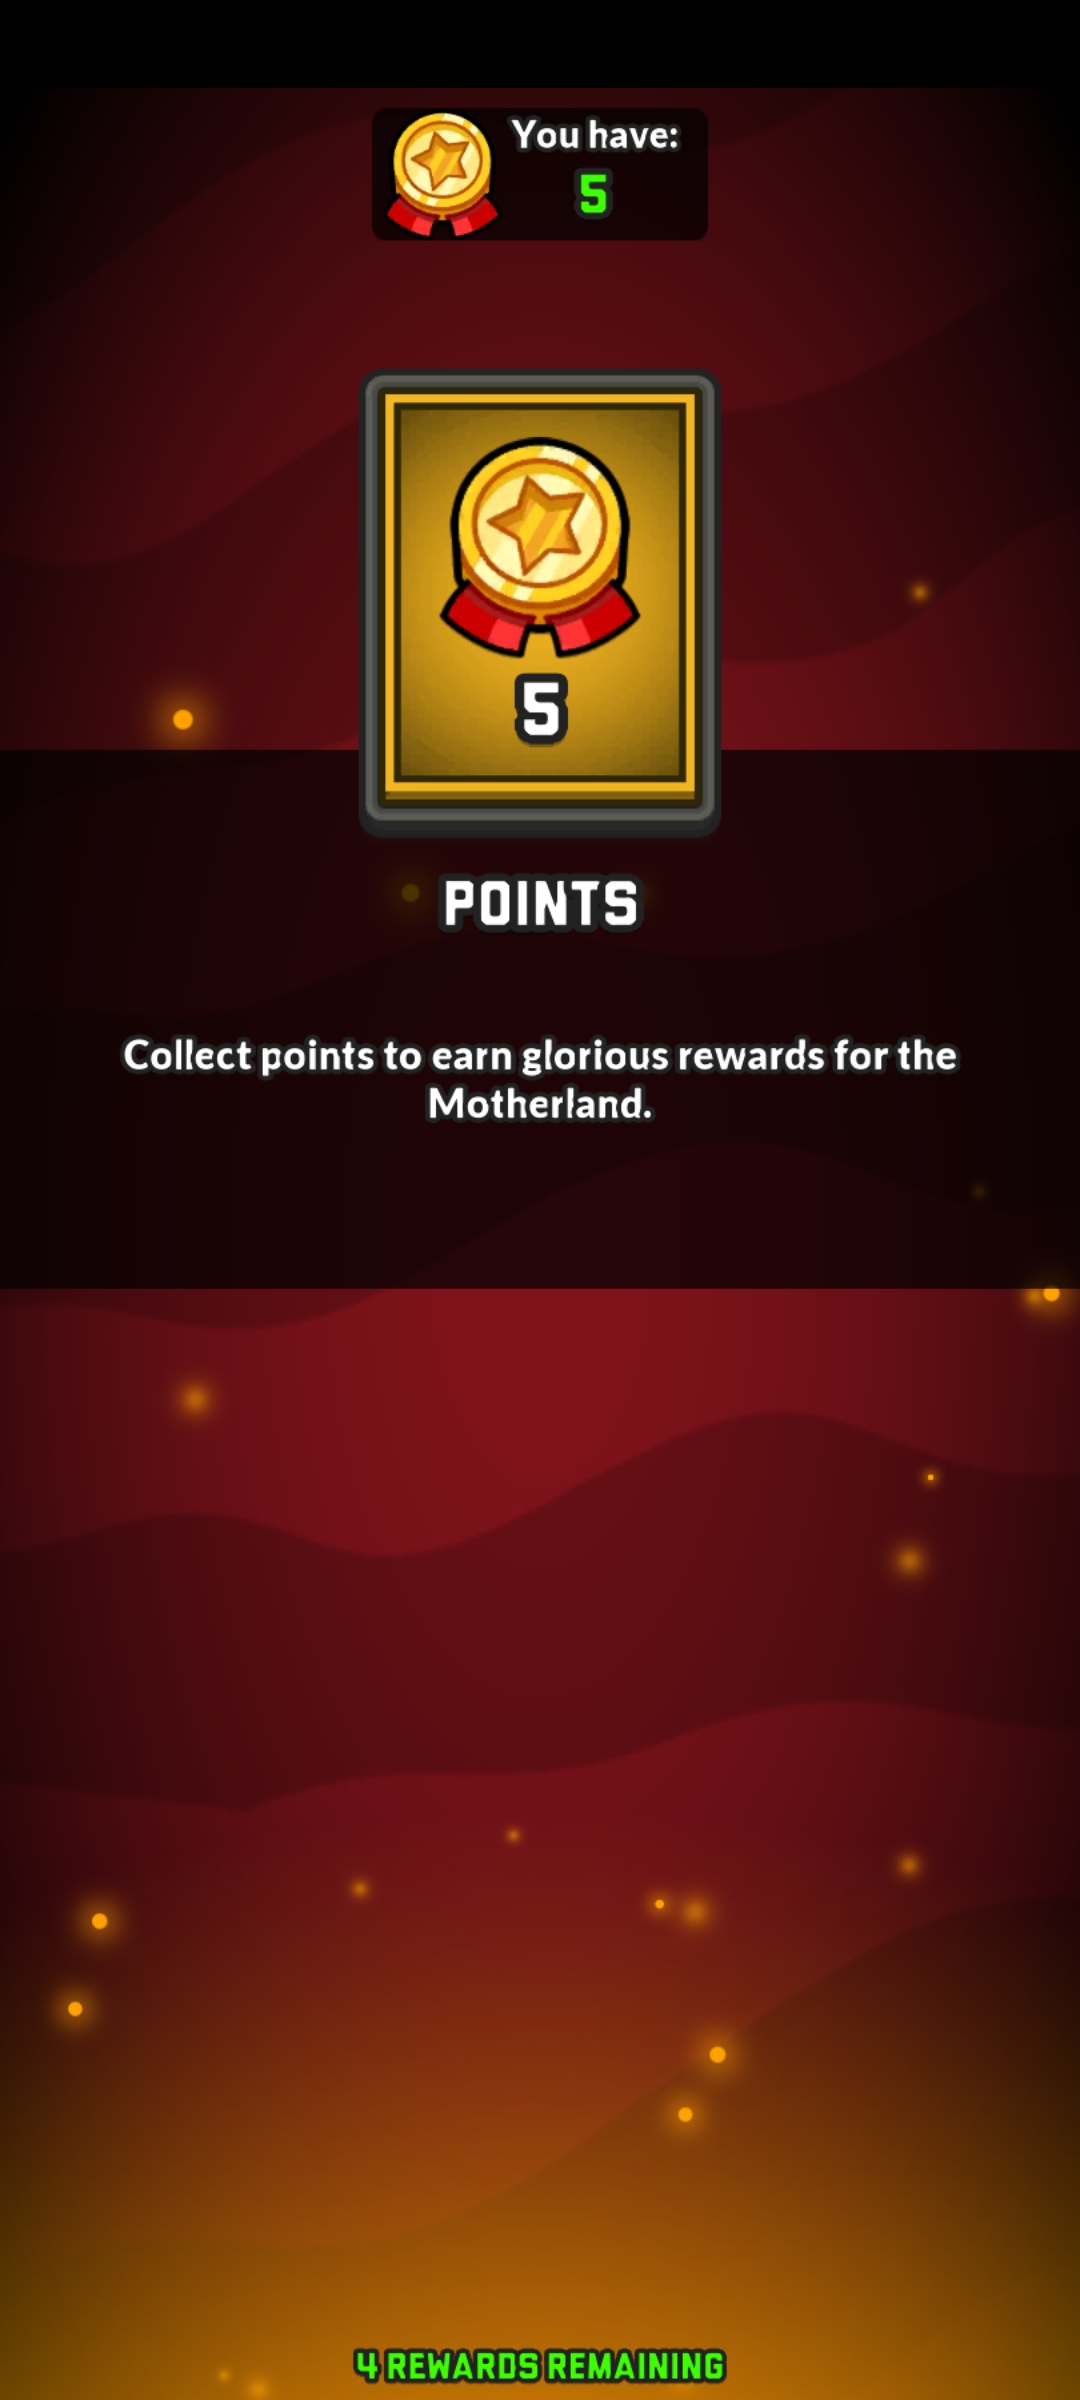 You have:
5
5
POINTS
Collect points to earn glorious rewards for the
Motherland.
4 REWARDS REMAINING